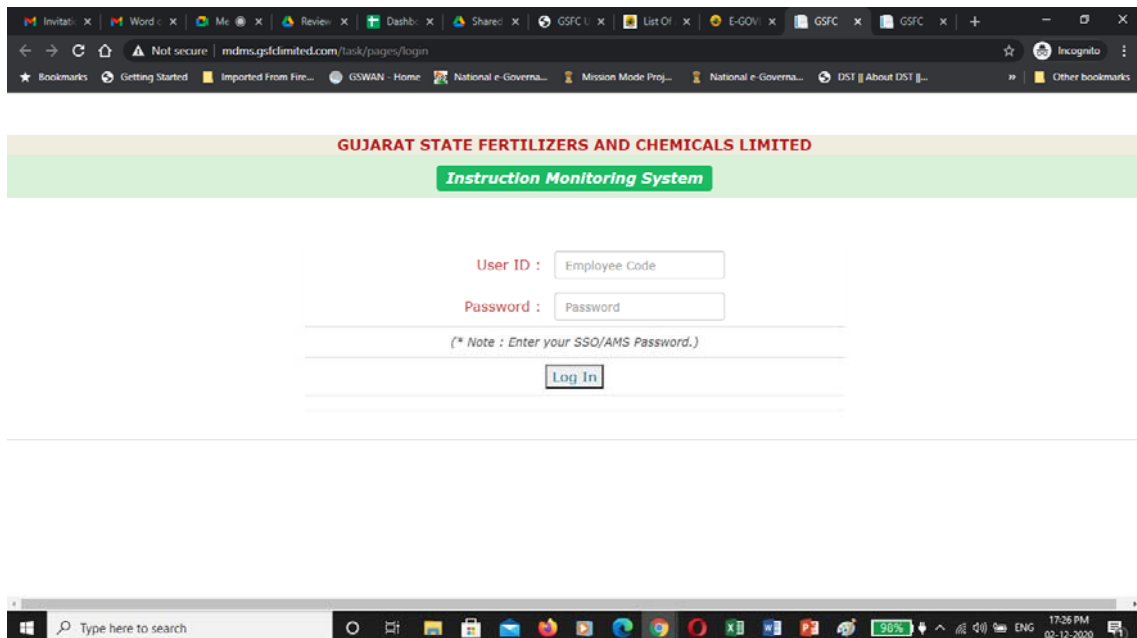 Invitati Word c Me Review Dashbo Shared GSFC U List Of E-GOV GSFC GSFC
Not secure | mdms.gsfclimited.com/task/pages/login Incognito
Bookmarks Getting Started Imported From Fire... GSWAN - Home National e-Governa... Mission Mode Proj... National e-Governa... DST || About DST ||... » Other bookmarks
GUJARAT STATE FERTILIZERS AND CHEMICALS LIMITED
Instruction Monitoring System
User ID : Employee Code
Password : Password
(* Note : Enter your SSO/AMS Password.)
Log In
Type here to search 98% ENG 17:26 PM
02-12-2020